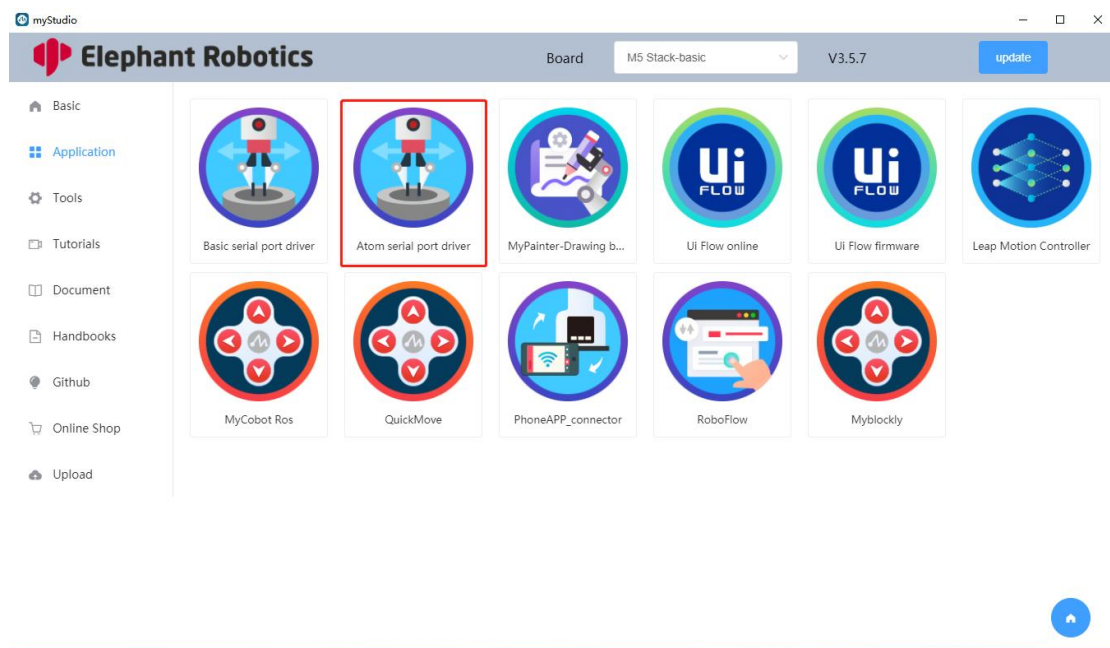 myStudio
Elephant Robotics
Board
M5 Stack-basic
V3.5.7
update
Basic
Application
Tools
Tutorials
Document
Handbooks
Github
Online Shop
Upload
Ui
FLOW
Ui
FLOW
Basic serial port driver
Atom serial port driver
MyPainter-Drawing b...
Ui Flow online
Ui Flow firmware
Leap Motion Controller
MyCobot Ros
QuickMove
PhoneAPP_connector
RoboFlow
Myblockly